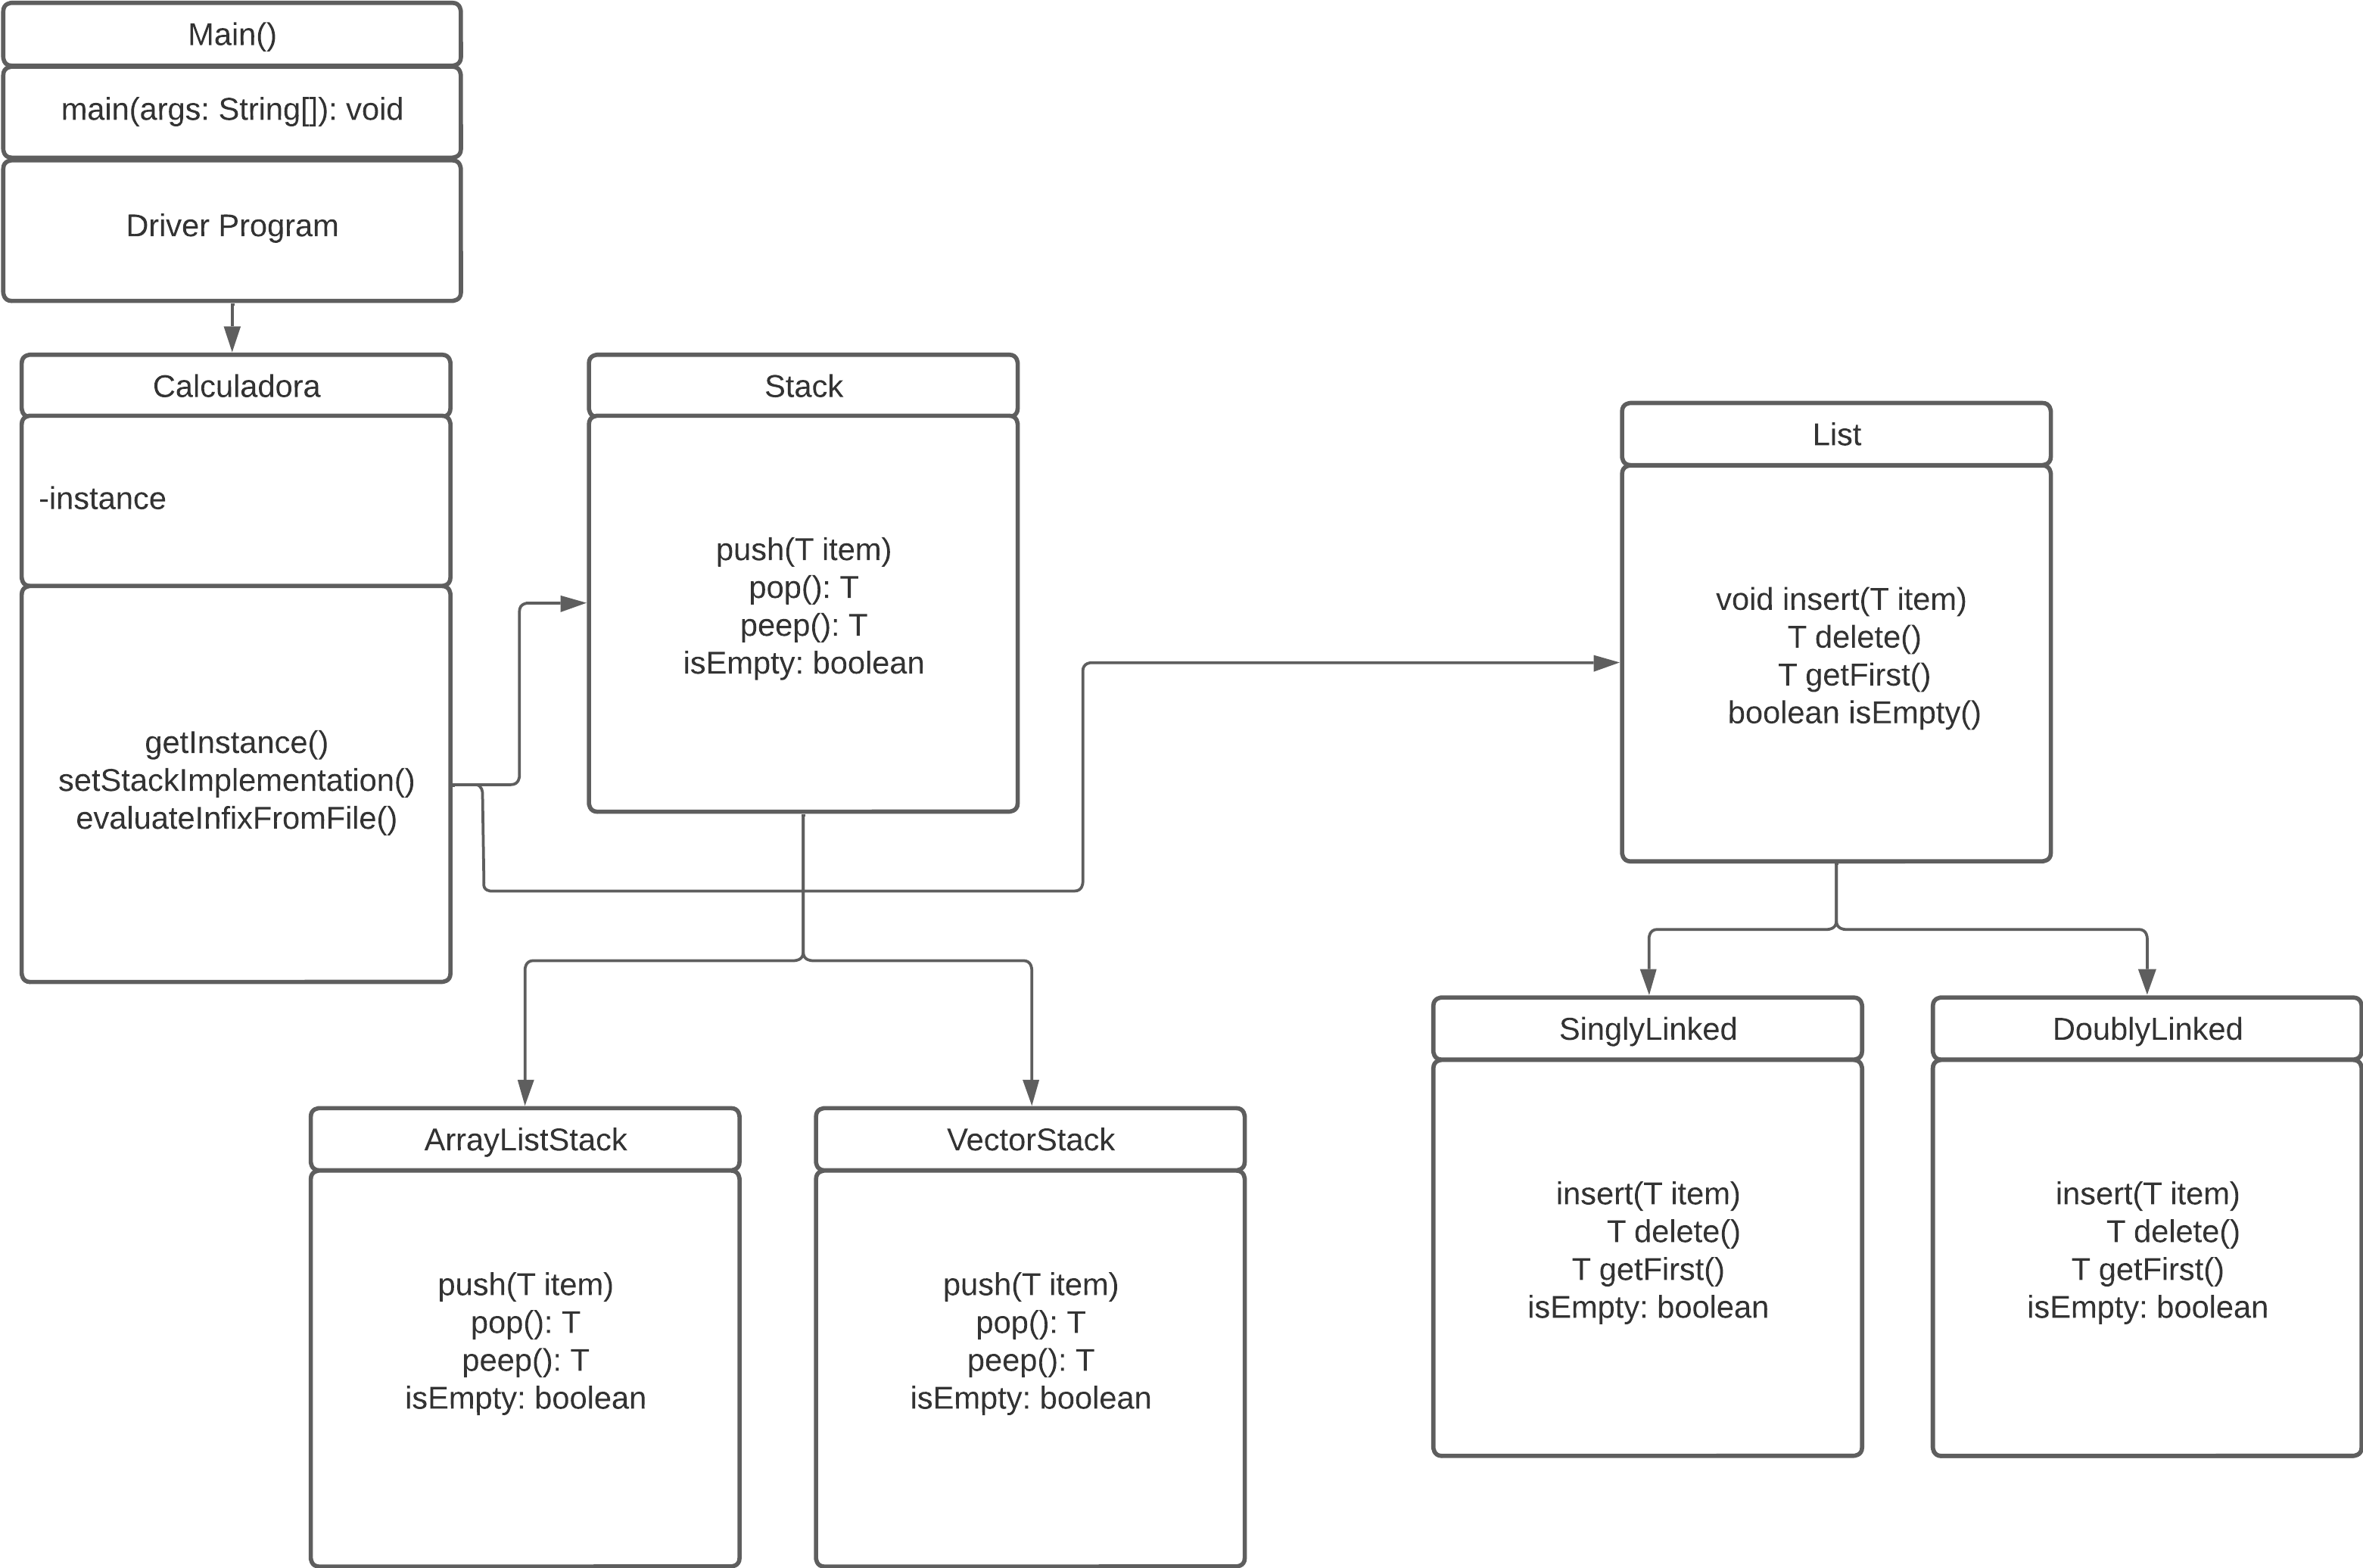 Main()
main(args: String[]): void
Driver Program
Calculadora
-instance
getInstance()
setStackImplementation()
evaluateInfixFromFile()
Stack
push(T item)
pop(): T
peep(): T
isEmpty: boolean
List
void insert(T item)
T delete()
T getFirst()
boolean isEmpty()
ArrayListStack
push(T item)
pop(): T
peep(): T
isEmpty: boolean
VectorStack
push(T item)
pop(): T
peep(): T
isEmpty: boolean
SinglyLinked
insert(T item)
T delete()
T getFirst()
isEmpty: boolean
DoublyLinked
insert(T item)
T delete()
T getFirst()
isEmpty: boolean